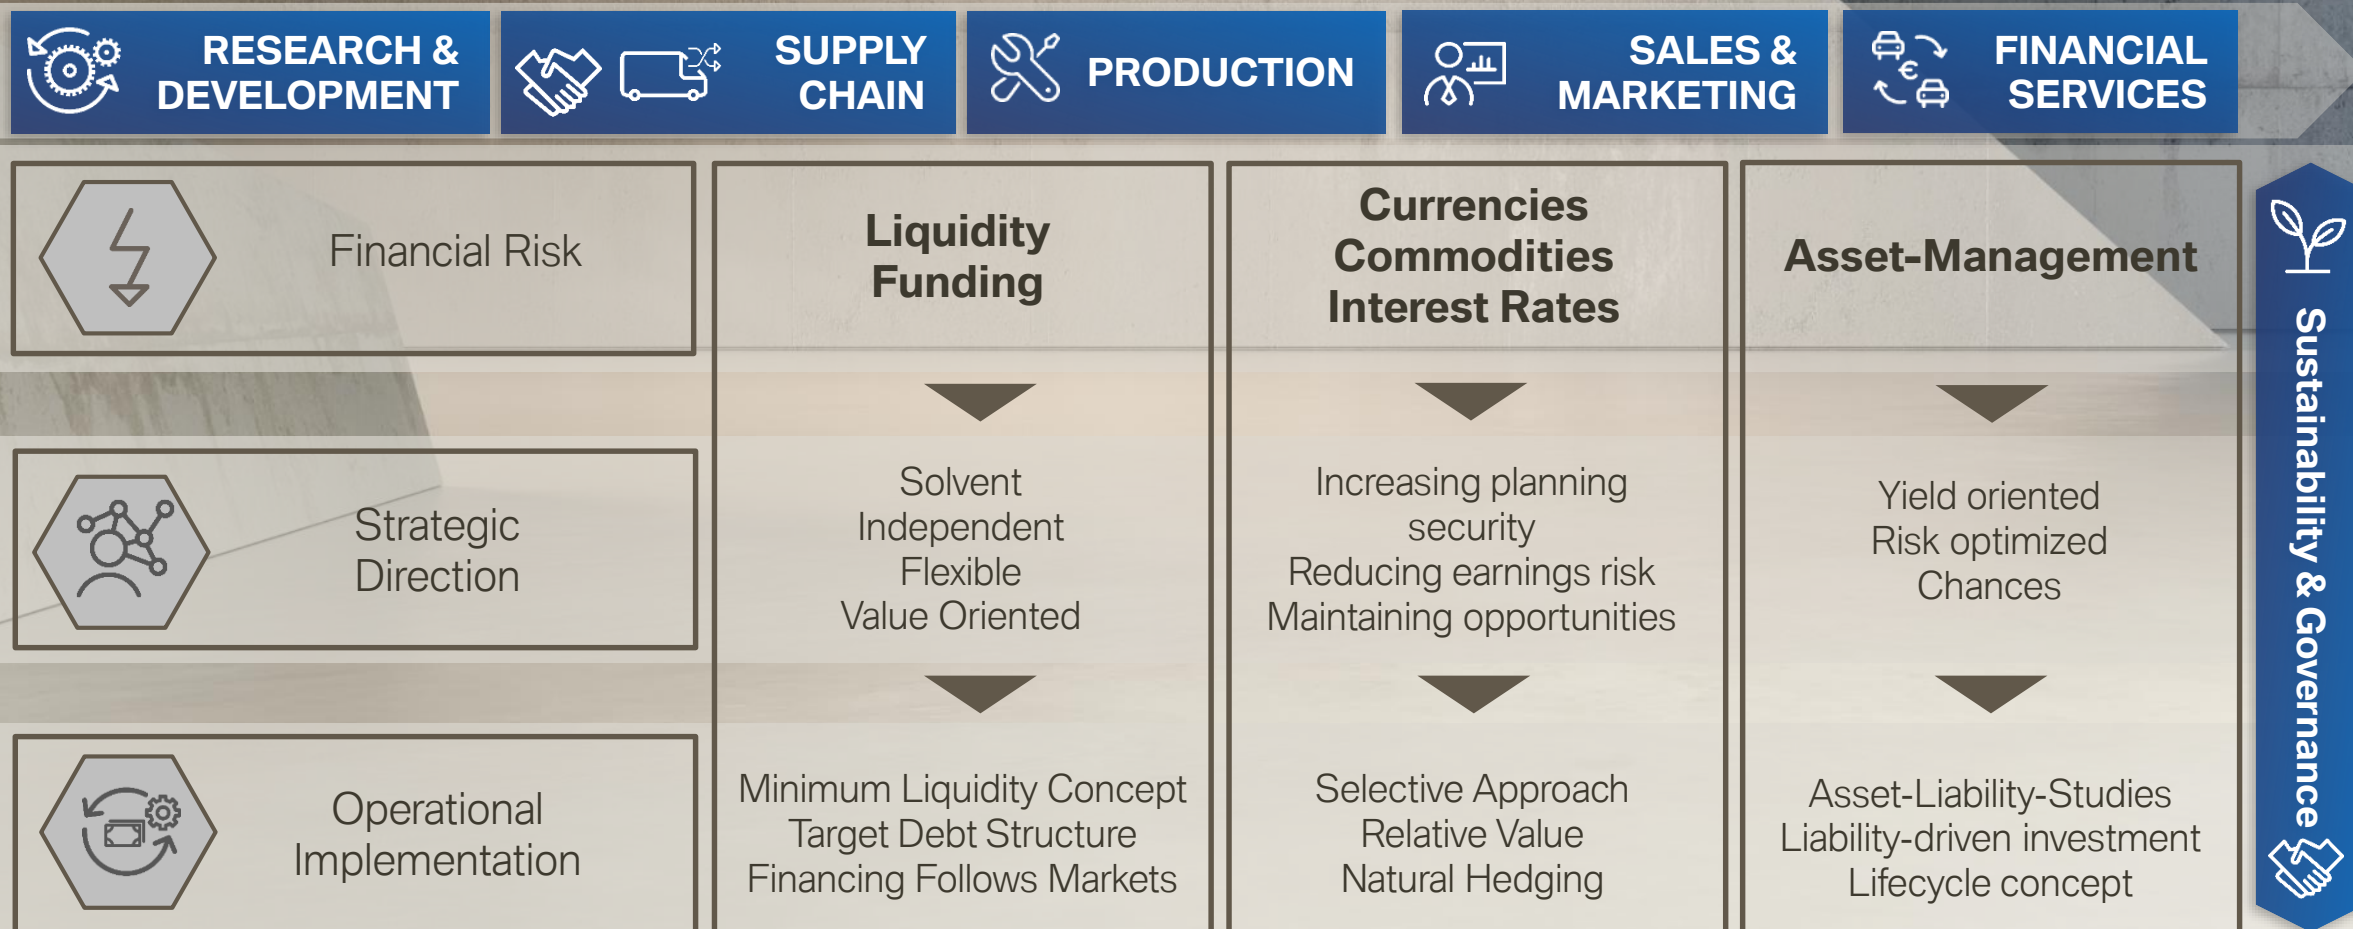 RESEARCH &
DEVELOPMENT
SUPPLY
CHAIN
PRODUCTION
SALES &
MARKETING
€
FINANCIAL
SERVICES
Financial Risk
Liquidity
Funding
Currencies
Commodities
Interest Rates
Asset-Management
Strategic
Direction
Solvent
Independent
Flexible
Value Oriented
Increasing planning
security
Reducing earnings risk
Maintaining opportunities
Yield oriented
Risk optimized
Chances
Operational
Implementation
Minimum Liquidity Concept
Target Debt Structure
Financing Follows Markets
Selective Approach
Relative Value
Natural Hedging
Asset-Liability-Studies
Liability-driven investment
Lifecycle concept
Sustainability & Governance